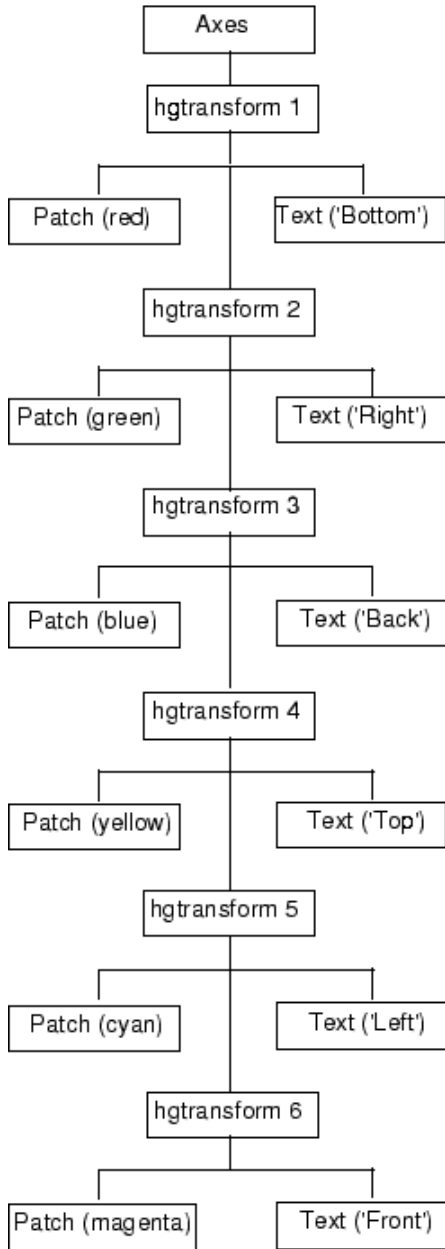 Axes
hgtransform 1
Patch (red)
Text ('Bottom')
hgtransform 2
Patch (green)
Text ('Right')
hgtransform 3
Patch (blue)
Text ('Back')
hgtransform 4
Patch (yellow)
Text ('Top')
hgtransform 5
Patch (cyan)
Text ('Left')
hgtransform 6
Patch (magenta)
Text ('Front')